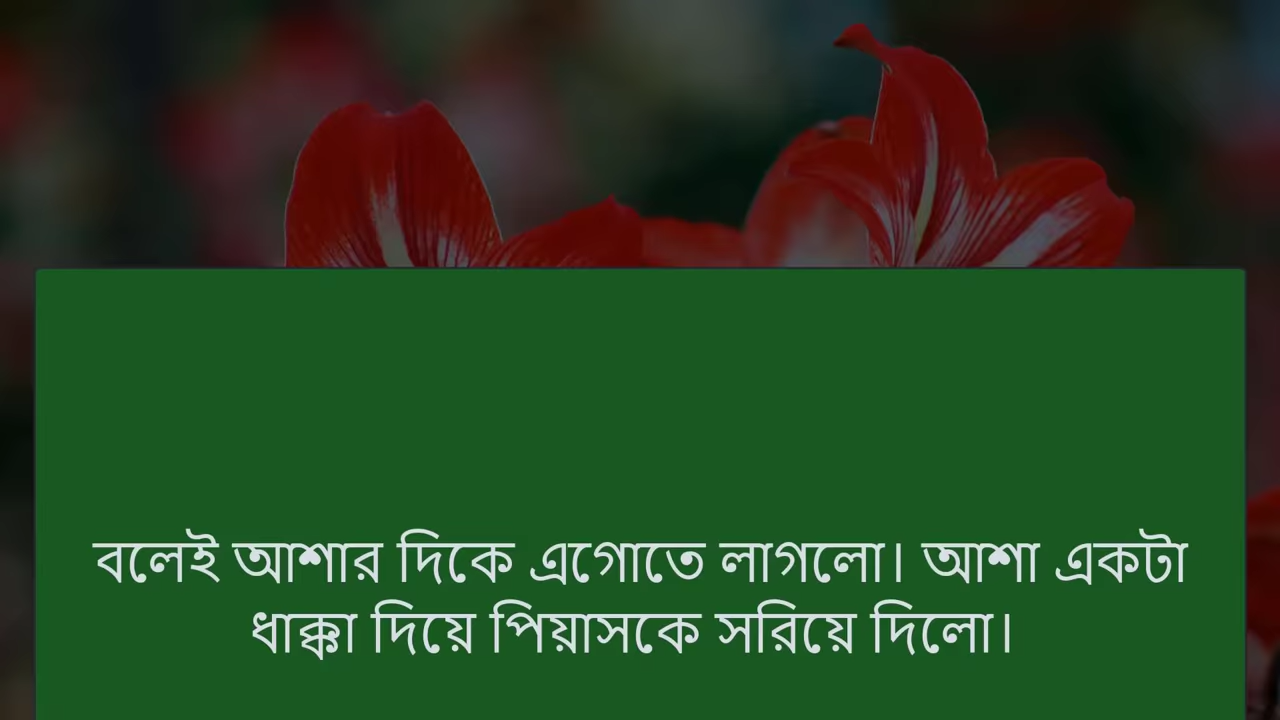 বলেই আশার দিকে এগোতে লাগলো। আশা একটা
ধাক্কা দিয়ে পিয়াসকে সরিয়ে দিলো।